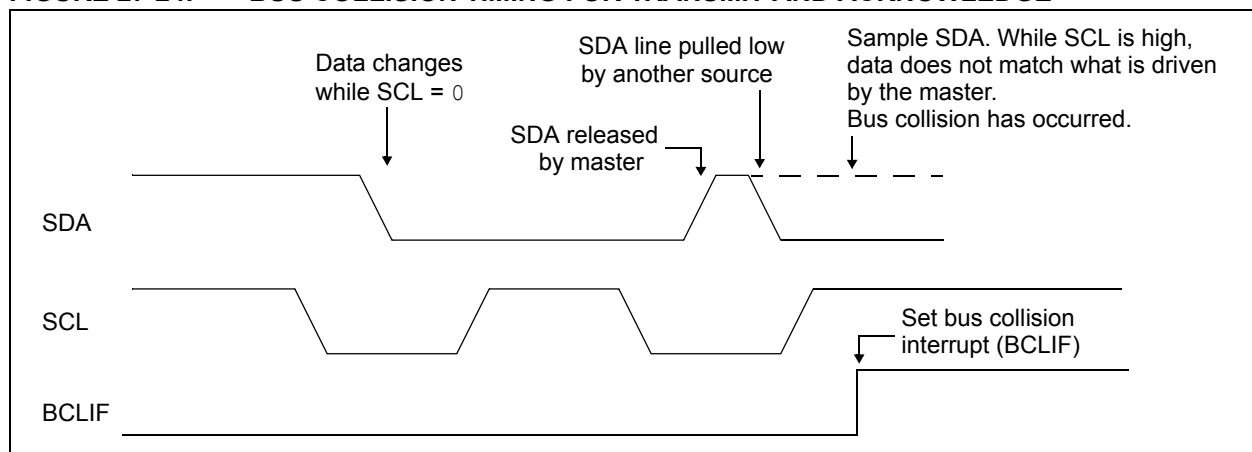 BUS COLLISION TIMING FOR TRANSMIT AND ACKNOWLEDGE
Data changes
while SCL = 0
SDA released
by master
SDA line pulled low
by another source
Sample SDA. While SCL is high,
data does not match what is driven
by the master.
Bus collision has occurred.
SDA
SCL
Set bus collision
interrupt (BCLIF)
BCLIF